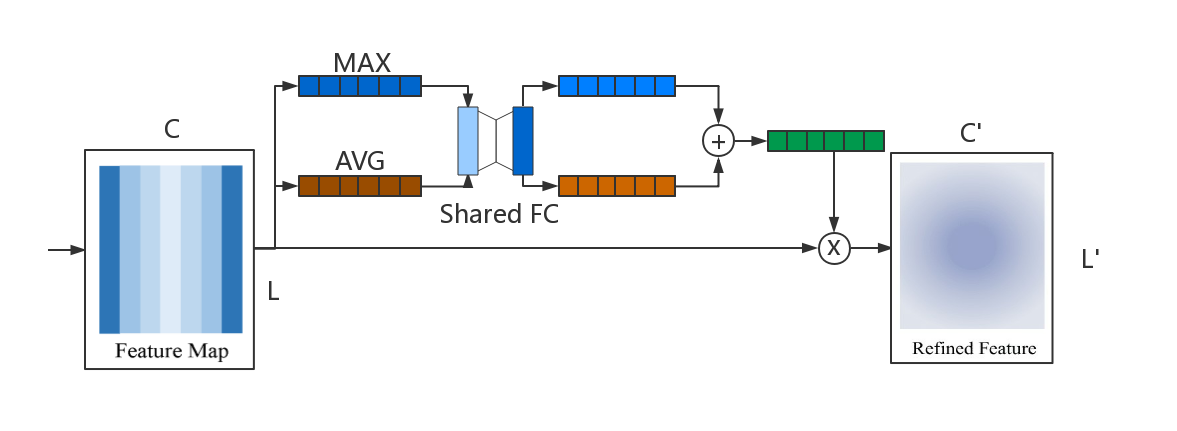 MAX
C
C'
+
AVG
Shared FC
X
L'
L
Feature Map
Refined Feature